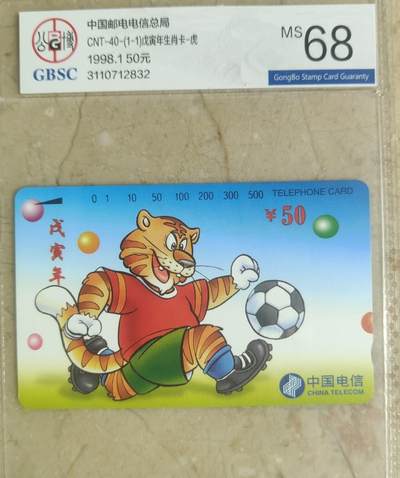 中国邮电电信总局
CNT-40-(1-1)戊寅年生肖卡-虎
1998.1 50元
3110712832
GBSC
MS 68
GongBo Stamp Card Guaranty
0 1 10 50 100 200 300 500 TELEPHONE CARD
¥50
戊寅年
中国电信
CHINA TELECOM